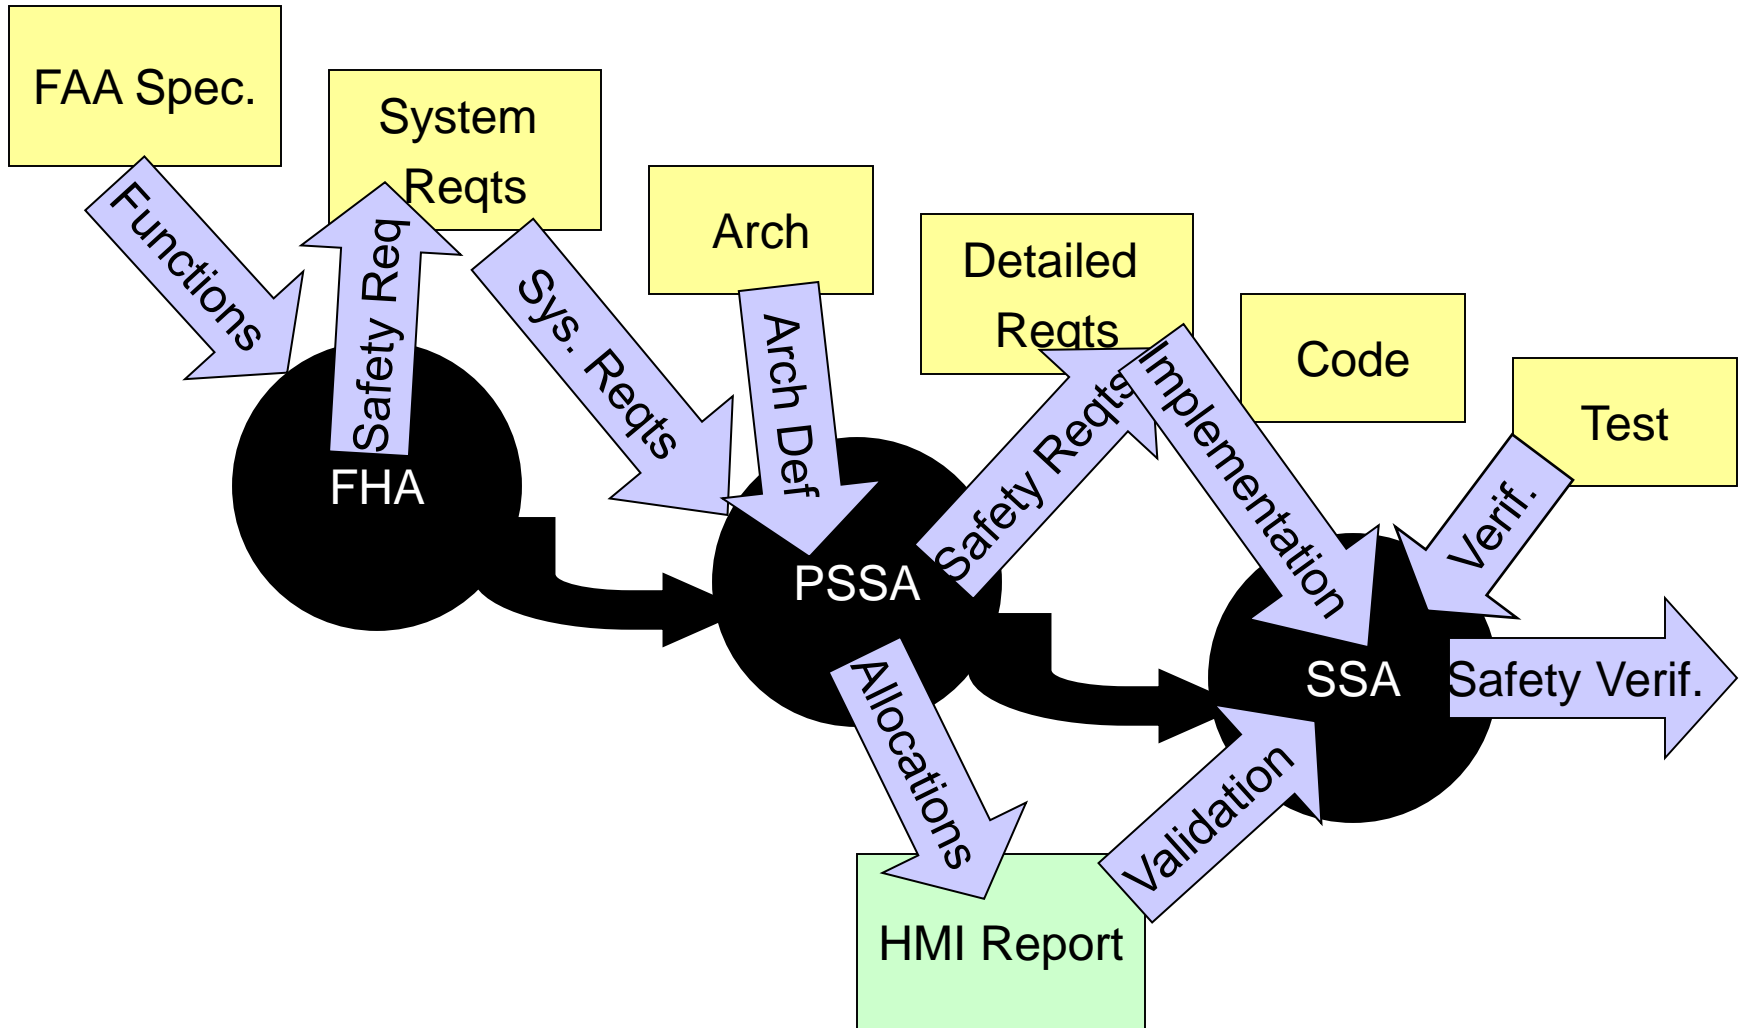 FAA Spec.
System
Reqts
Arch
Detailed
Reqts
Code
Test
Functions
Safety Req
Sys. Reqts
Arch Def
Safety Reqts
Implementation
Verif.
FHA
PSSA
SSA
Safety Verif.
Allocations
Validation
HMI Report